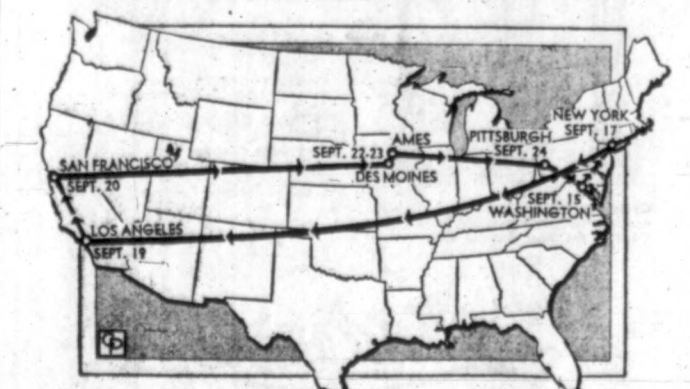 NEW YORK
SEPT. 17
AMES
PITTSBURGH
SEPT. 24
SEPT. 22-23
DES MOINES
SAN FRANCISCO
SEPT. 20
SEPT. 15
WASHINGTON
LOS ANGELES
SEPT. 19
CP